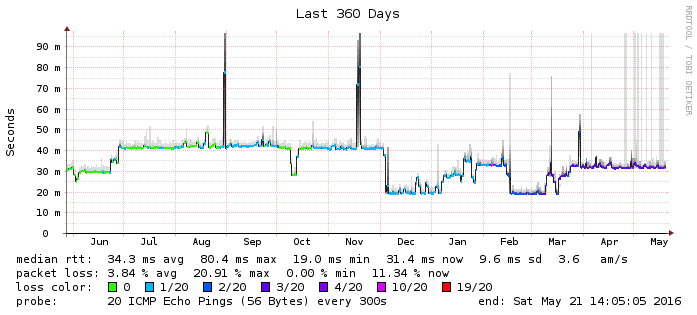 Last 360 Days
RRDTOOL / TOBI OETIKER
Seconds
90 m
80 m
70 m
60 m
50 m
40 m
30 m
20 m
10 m
0
Jun Jul Aug Sep Oct Nov Dec Jan Feb Mar Apr May
median rtt: 34.3 ms avg 80.4 ms max 19.0 ms min 31.4 ms now 9.6 ms sd 3.6 am/s
packet loss: 3.84 % avg 20.91 % max 0.00 % min 11.34 % now
loss color: 0 1/20 2/20 3/20 4/20 10/20 19/20
probe: 20 ICMP Echo Pings (56 Bytes) every 300s end: Sat May 21 14:05:05 2016